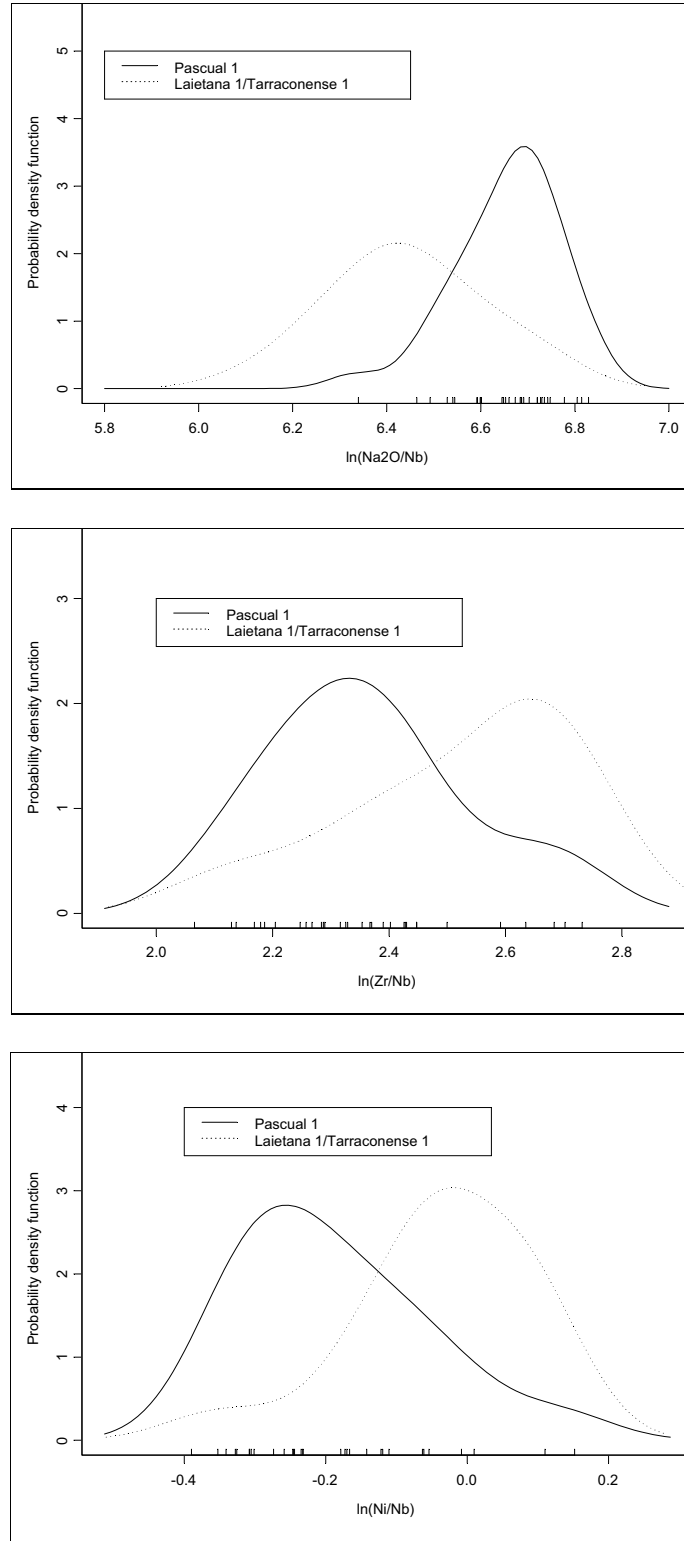 Pascual 1
Laietana 1/Tarraconense 1
Probability density function
0
1
2
3
4
5
5.8 6.0 6.2 6.4 6.6 6.8 7.0
ln(Na2O/Nb)
Pascual 1
Laietana 1/Tarraconense 1
Probability density function
0
1
2
3
2.0 2.2 2.4 2.6 2.8
ln(Zr/Nb)
Pascual 1
Laietana 1/Tarraconense 1
Probability density function
0
1
2
3
4
-0.4 -0.2 0.0 0.2
ln(Ni/Nb)